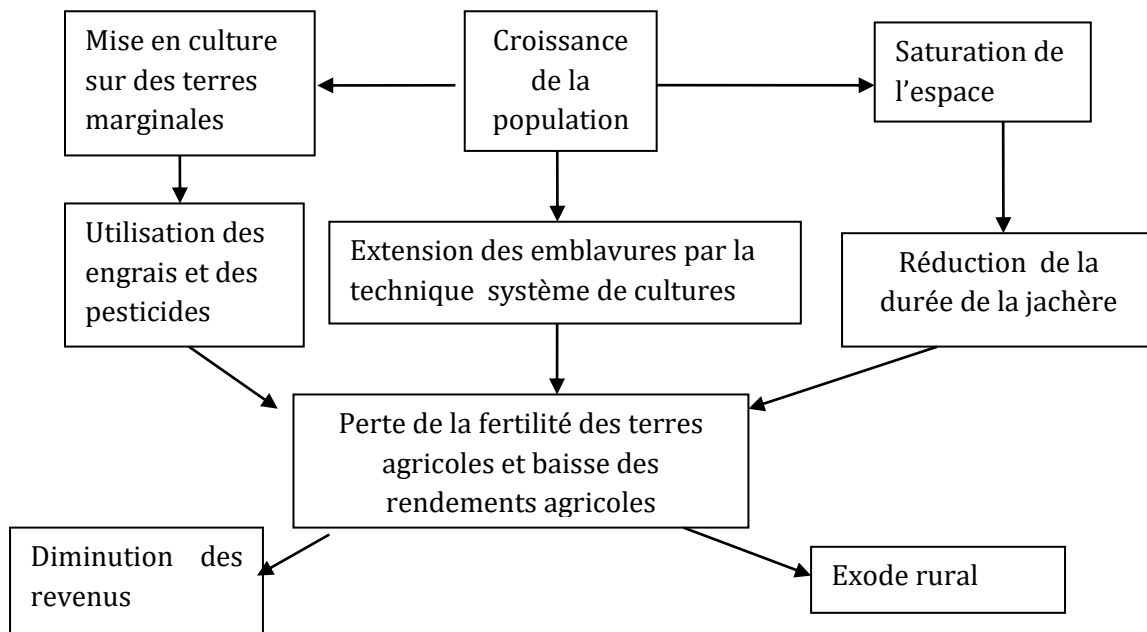 Mise en culture
sur des terres
marginales
Croissance
de la
population
Saturation de
l’espace
Utilisation des
engrais et des
pesticides
Extension des emblavures par la
technique système de cultures
Réduction de la
durée de la jachère
Perte de la fertilité des terres
agricoles et baisse des
rendements agricoles
Diminution des
revenus
Exode rural